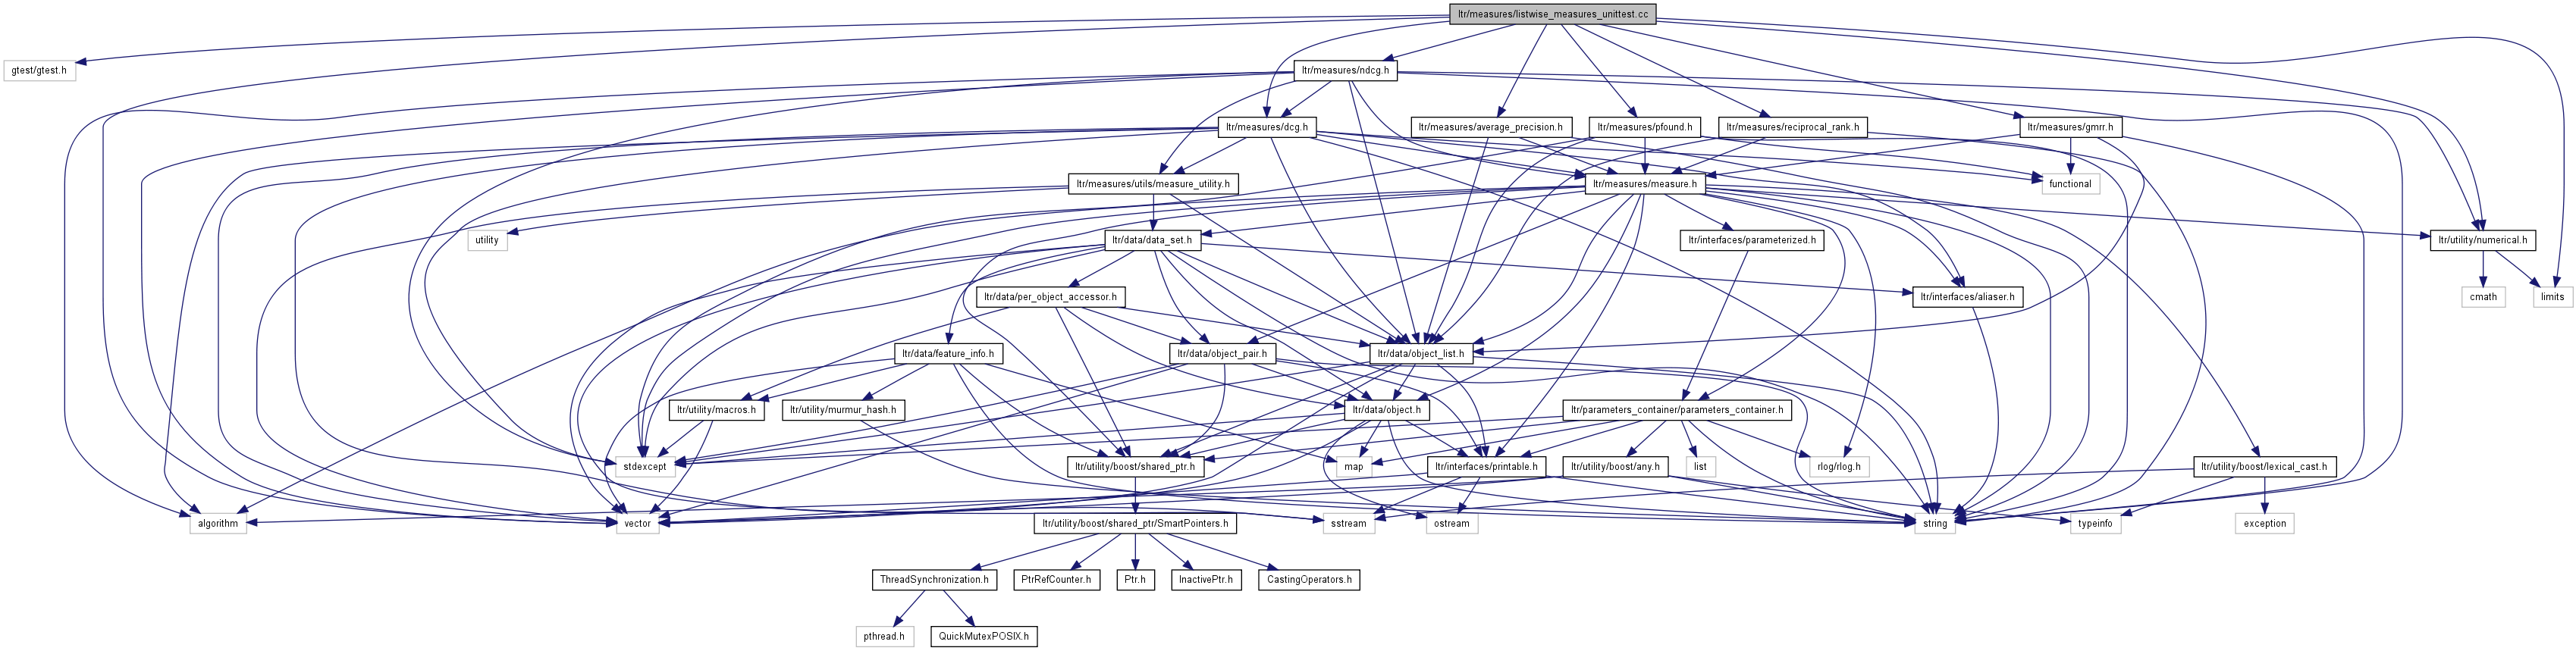 ltr/measures/listwise_measures_unittest.cc
gtest/gtest.h
ltr/measures/ndcg.h
ltr/measures/dcg.h
ltr/measures/average_precision.h
ltr/measures/pfound.h
ltr/measures/reciprocal_rank.h
ltr/measures/gmrr.h
ltr/measures/utils/measure_utility.h
ltr/measures/measure.h
functional
utility
ltr/data/data_set.h
ltr/interfaces/parameterized.h
ltr/utility/numerical.h
ltr/data/per_object_accessor.h
ltr/interfaces/aliaser.h
cmath
limits
ltr/data/feature_info.h
ltr/data/object_pair.h
ltr/data/object_list.h
ltr/utility/macros.h
ltr/utility/murmur_hash.h
ltr/data/object.h
ltr/parameters_container/parameters_container.h
stdexcept
ltr/utility/boost/shared_ptr.h
map
ltr/interfaces/printable.h
ltr/utility/boost/any.h
list
rlog/rlog.h
ltr/utility/boost/lexical_cast.h
algorithm
vector
ltr/utility/boost/shared_ptr/SmartPointers.h
sstream
ostream
string
typeinfo
exception
ThreadSynchronization.h
PtrRefCounter.h
Ptr.h
InactivePtr.h
CastingOperators.h
pthread.h
QuickMutexPOSIX.h